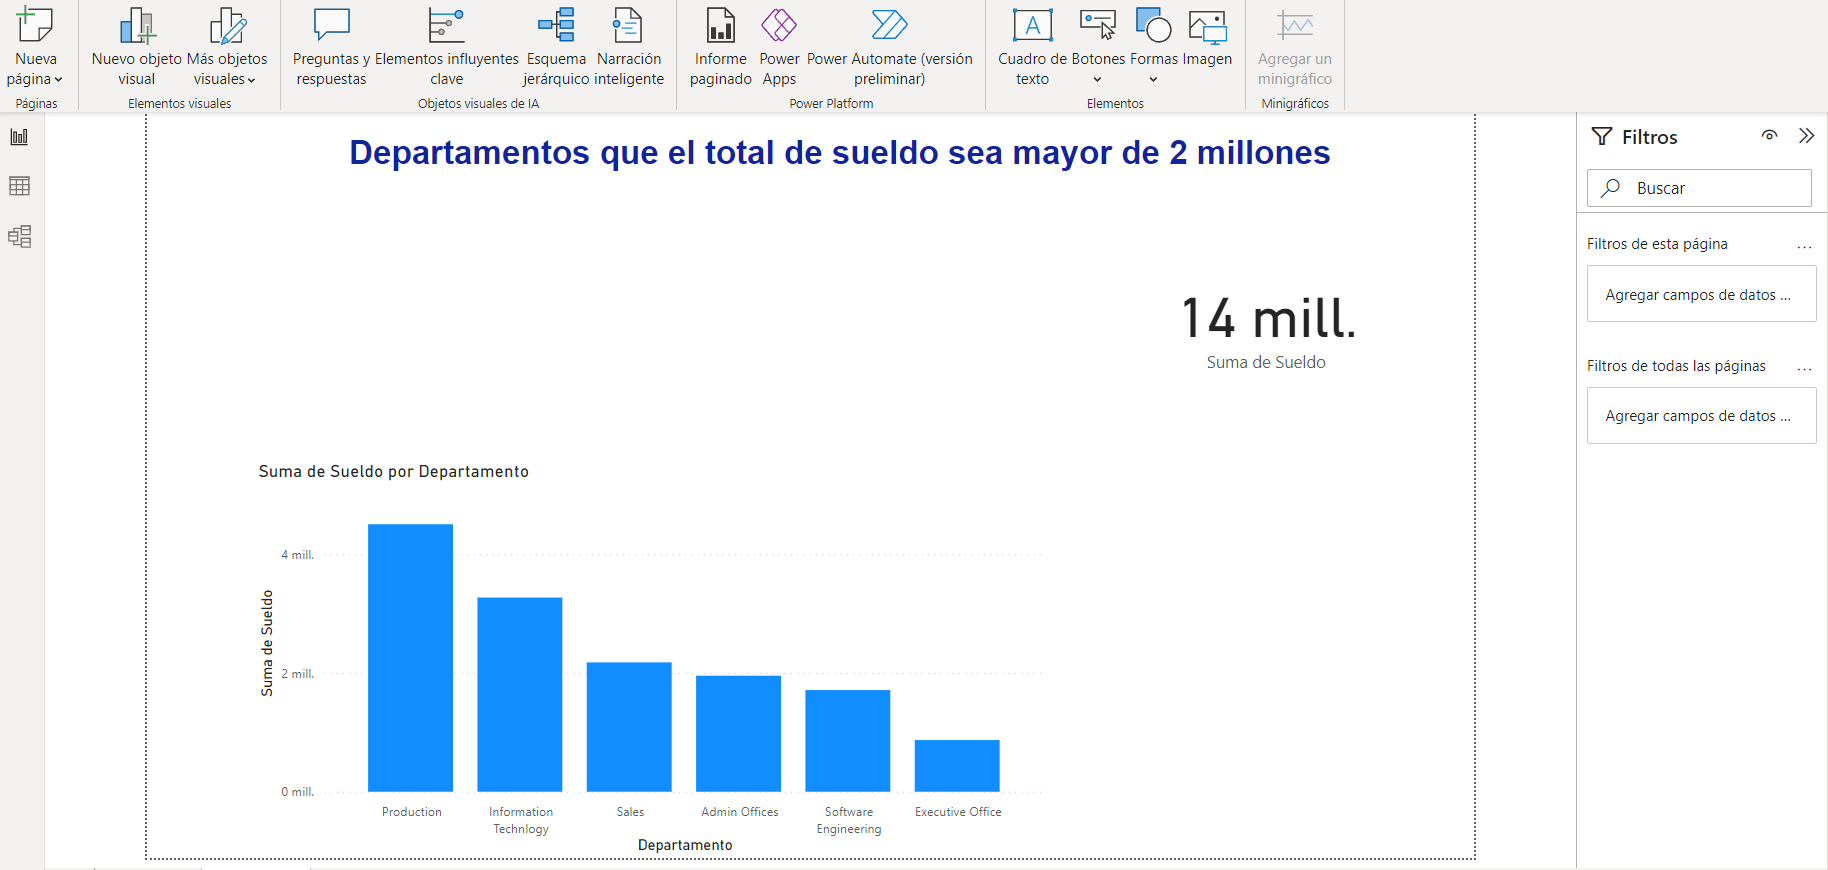 Nueva página
Nuevo objeto visual
Más objetos visuales
Preguntas y respuestas
Elementos influyentes clave
Esquema jerárquico
Narración inteligente
Informe paginado
Power Apps
Power Automate (versión preliminar)
Cuadro de texto
Botones
Formas
Imagen
Agregar un minigráfico
Páginas
Elementos visuales
Objetos visuales de IA
Power Platform
Elementos
Minigráficos
Departamentos que el total de sueldo sea mayor de 2 millones
14 mill.
Suma de Sueldo
Suma de Sueldo por Departamento
Suma de Sueldo
4 mill.
2 mill.
0 mill.
Production
Information Technlogy
Sales
Admin Offices
Software Engineering
Executive Office
Departamento
Filtros
Buscar
Filtros de esta página ...
Agregar campos de datos ...
Filtros de todas las páginas ...
Agregar campos de datos ...